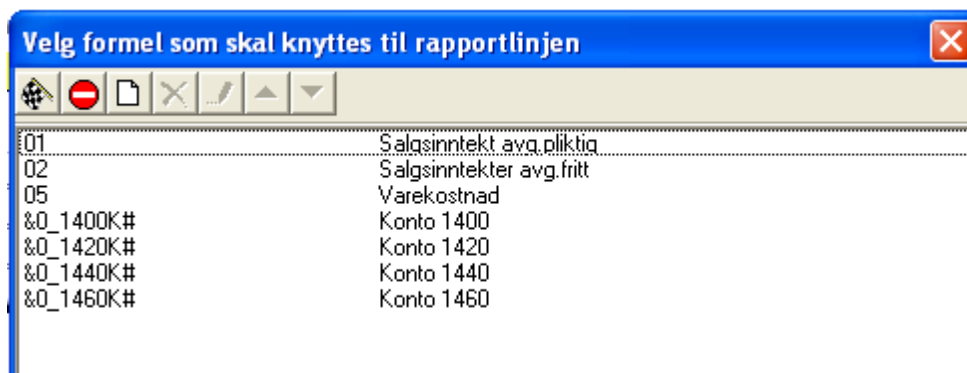 Velg formel som skal knyttes til rapportlinjen
01 Salgsinntekt avg.pliktig
02 Salgsinntekter avg.fritt
05 Varekostnad
&0_1400K# Konto 1400
&0_1420K# Konto 1420
&0_1440K# Konto 1440
&0_1460K# Konto 1460